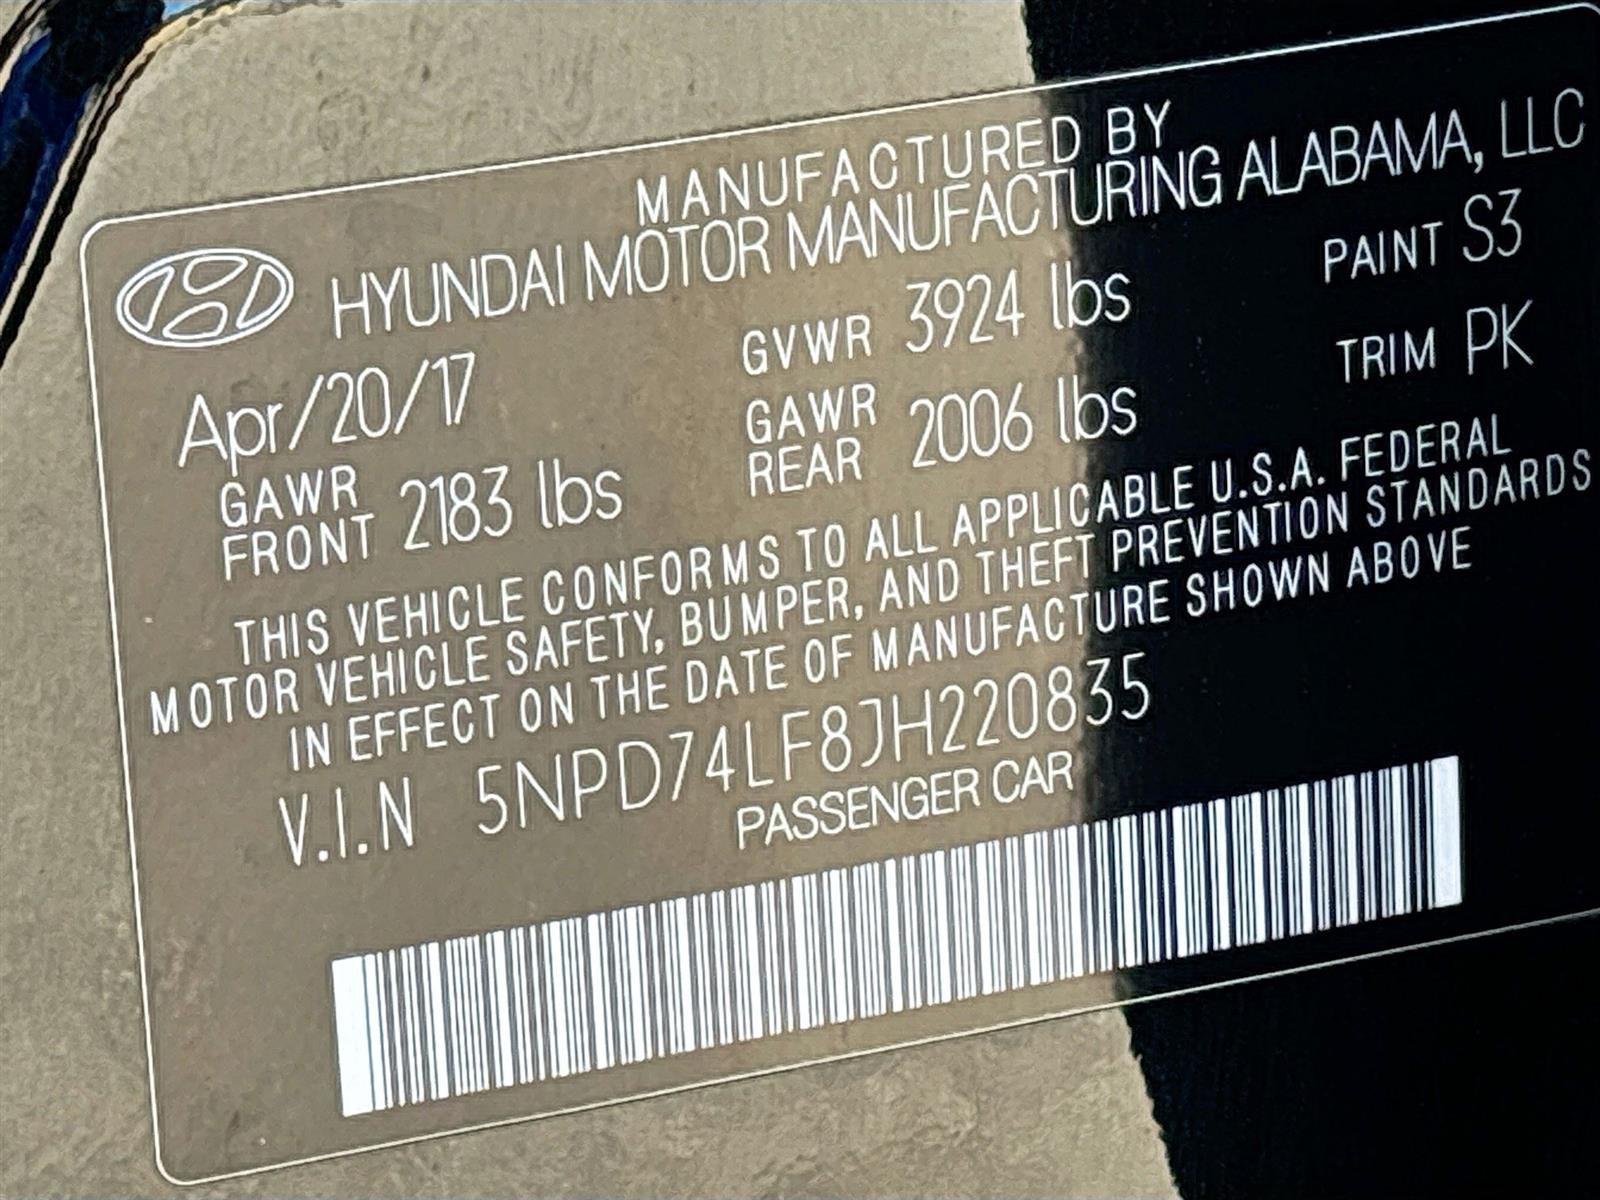 MANUFACTURED BY
HYUNDAI MOTOR MANUFACTURING ALABAMA, LLC
Apr/20/17 GVWR 3924 lbs PAINT S3
GAWR FRONT 2183 lbs GAWR REAR 2006 lbs TRIM PK
THIS VEHICLE CONFORMS TO ALL APPLICABLE U.S.A. FEDERAL
MOTOR VEHICLE SAFETY, BUMPER, AND THEFT PREVENTION STANDARDS
IN EFFECT ON THE DATE OF MANUFACTURE SHOWN ABOVE
V.I.N 5NPD74LF8JH220835
PASSENGER CAR